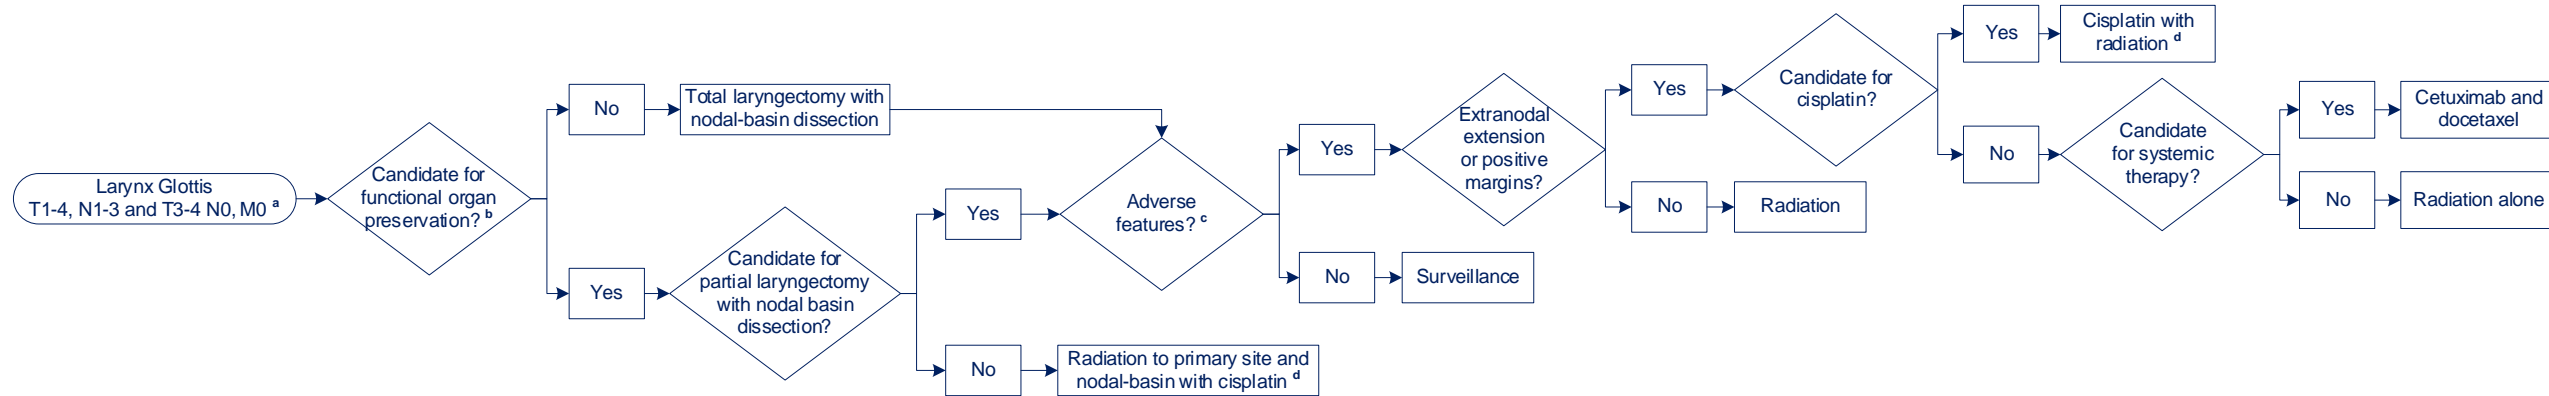 Larynx Glottis
T1-4, N1-3 and T3-4 N0, M0 a
Candidate for
functional organ
preservation? b
No
Total laryngectomy with
nodal-basin dissection
Yes
Candidate for
partial laryngectomy
with nodal basin
dissection?
Yes
No
Radiation to primary site and
nodal-basin with cisplatin d
Adverse
features? c
Yes
No
Surveillance
Extranodal
extension
or positive
margins?
Yes
No
Radiation
Candidate for
cisplatin?
Yes
Cisplatin with
radiation d
No
Candidate
for systemic
therapy?
Yes
Cetuximab and
docetaxel
No
Radiation alone